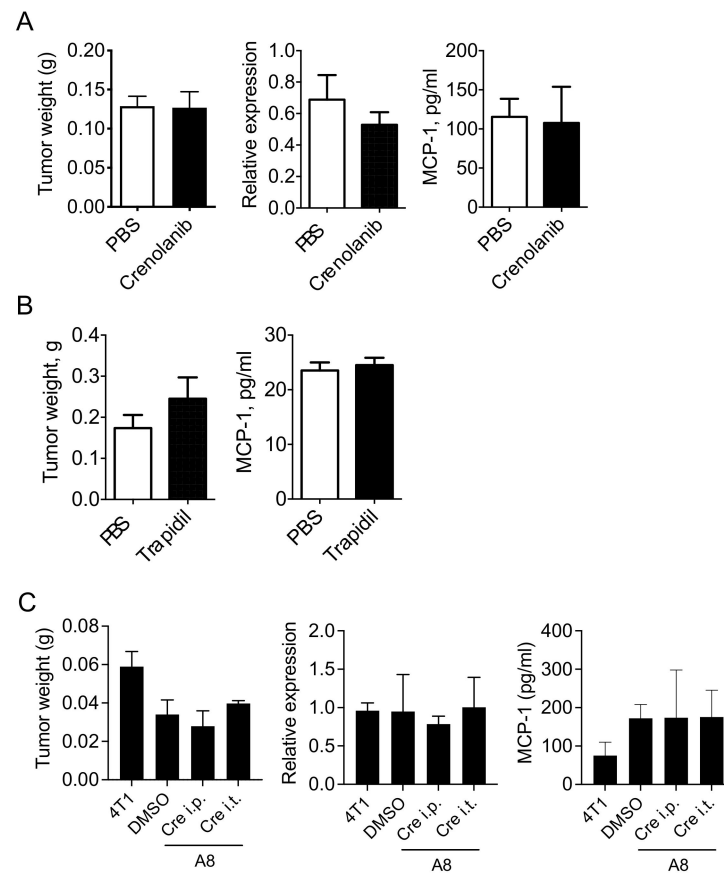 A
Tumor weight (g)
0.20
0.15
0.10
0.05
0.00
PBS
Crenolanib
Relative expression
1.0
0.8
0.6
0.4
0.2
0.0
PBS
Crenolanib
MCP-1, pg/ml
200
150
100
50
0
PBS
Crenolanib
B
Tumor weight, g
0.4
0.3
0.2
0.1
0.0
PBS
Trapidil
MCP-1, pg/ml
30
20
10
0
PBS
Trapidil
C
Tumor weight (g)
0.08
0.06
0.04
0.02
0.00
4T1
DMSO
Cre i.p.
Cre i.t.
A8
Relative expression
2.0
1.5
1.0
0.5
0.0
4T1
DMSO
Cre i.p.
Cre i.t.
A8
MCP-1 (pg/ml)
400
300
200
100
0
4T1
DMSO
Cre i.p.
Cre i.t.
A8